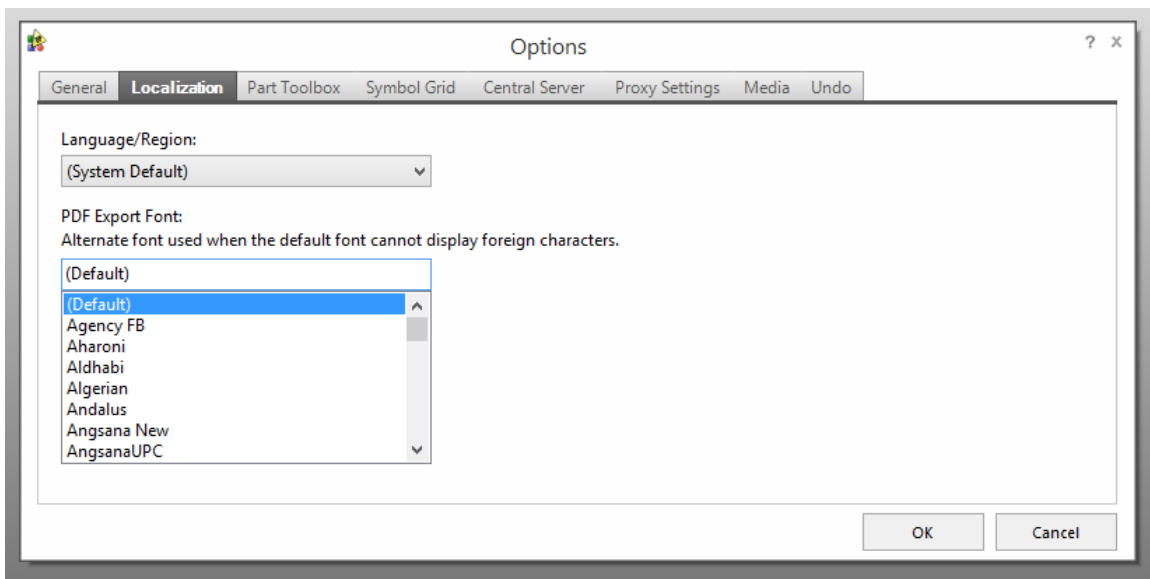 Options
? x
General Localization Part Toolbox Symbol Grid Central Server Proxy Settings Media Undo
Language/Region:
(System Default)
PDF Export Font:
Alternate font used when the default font cannot display foreign characters.
(Default)
(Default)
Agency FB
Aharoni
Aldhabi
Algerian
Andalus
Angsana New
AngsanaUPC
OK Cancel